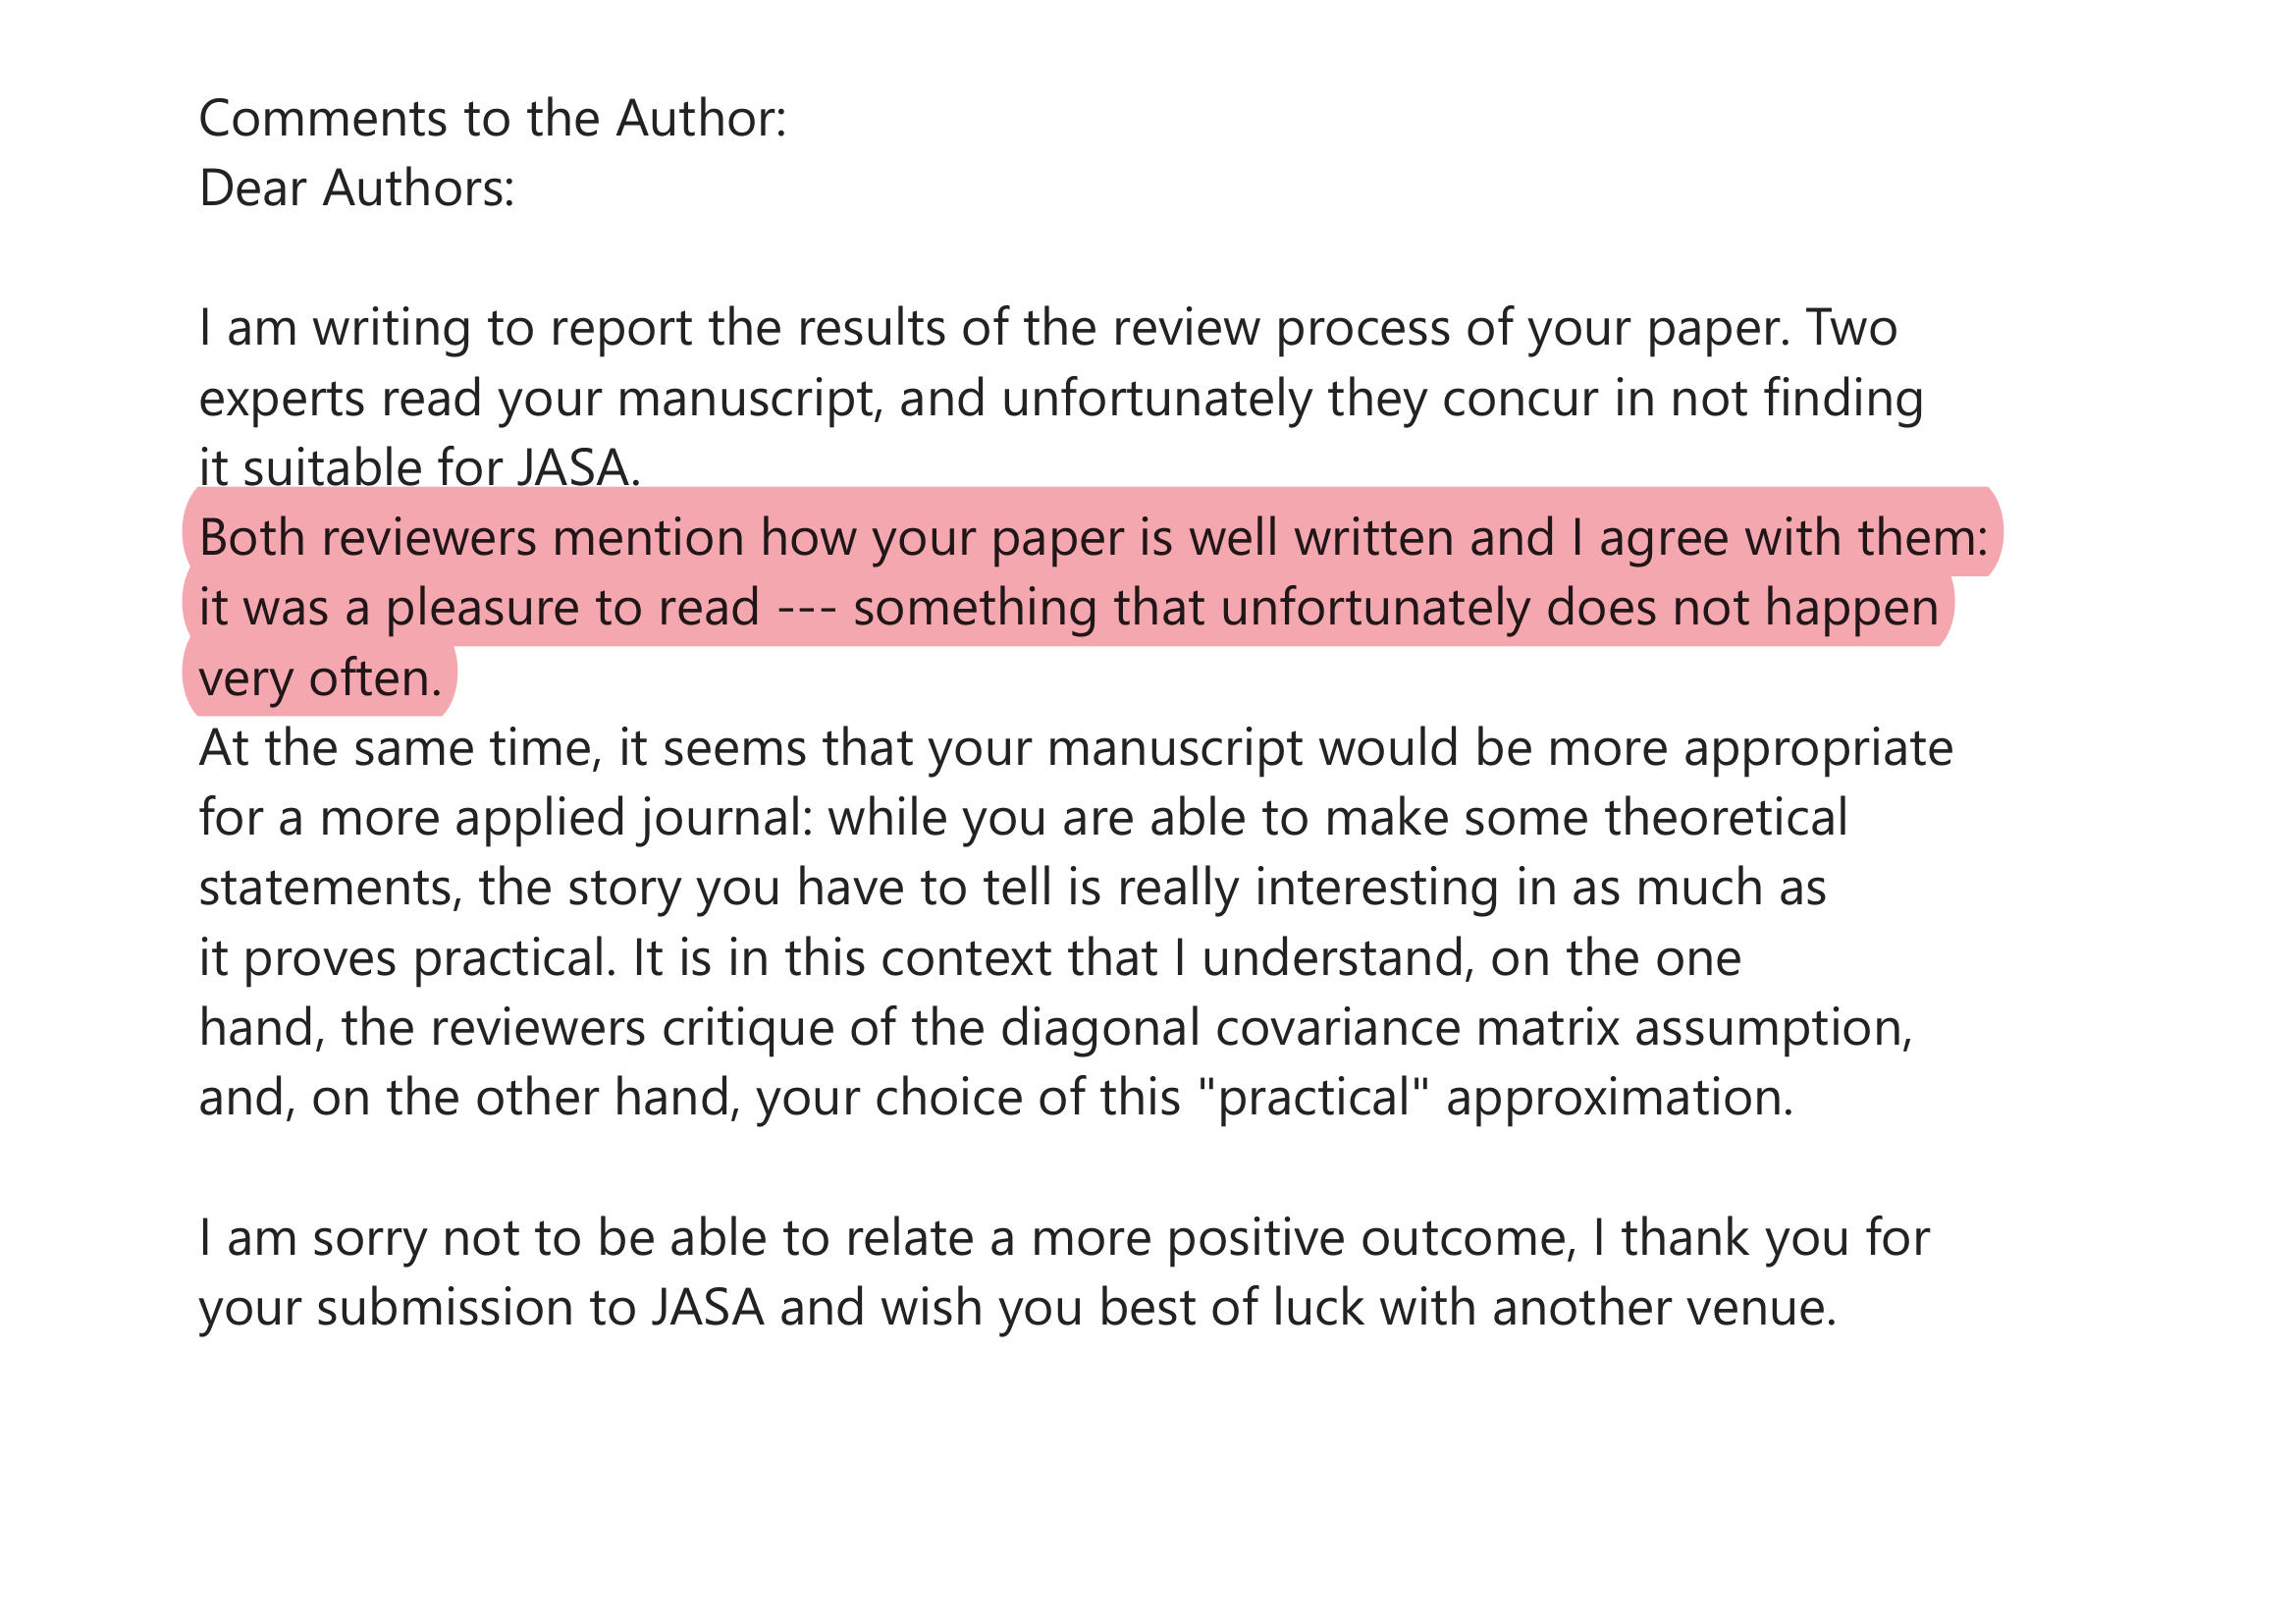 Comments to the Author:
Dear Authors:
I am writing to report the results of the review process of your paper. Two
experts read your manuscript, and unfortunately they concur in not finding
it suitable for JASA.
Both reviewers mention how your paper is well written and I agree with them:
it was a pleasure to read --- something that unfortunately does not happen
very often.
At the same time, it seems that your manuscript would be more appropriate
for a more applied journal: while you are able to make some theoretical
statements, the story you have to tell is really interesting in as much as
it proves practical. It is in this context that I understand, on the one
hand, the reviewers critique of the diagonal covariance matrix assumption,
and, on the other hand, your choice of this "practical" approximation.
I am sorry not to be able to relate a more positive outcome, I thank you for
your submission to JASA and wish you best of luck with another venue.